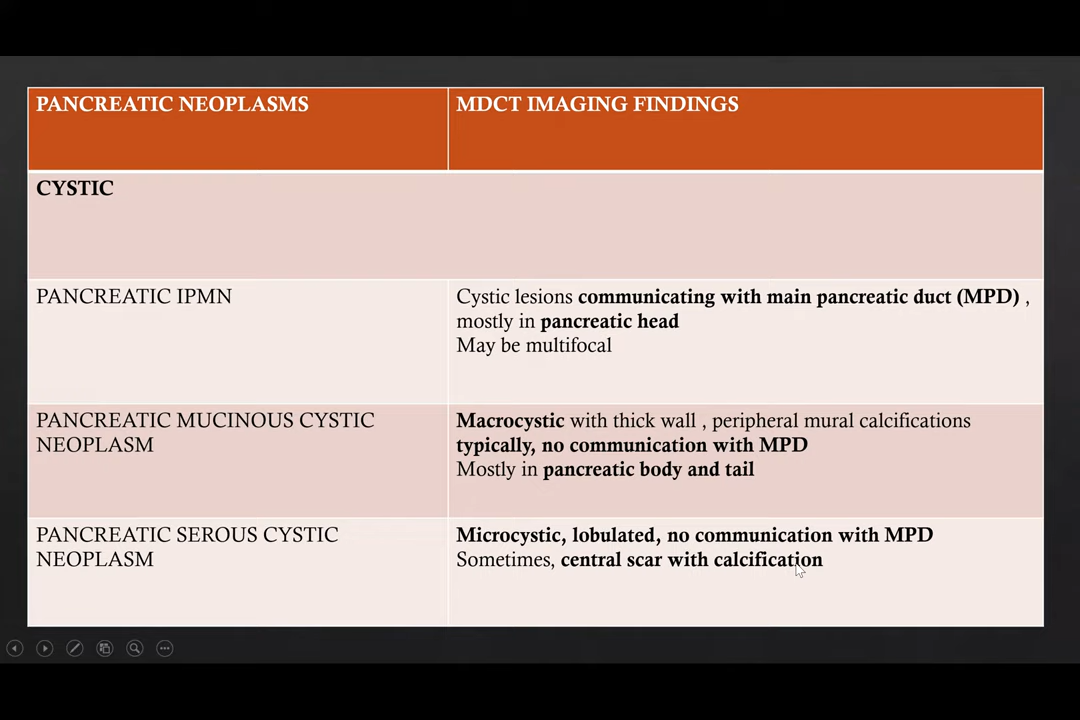 PANCREATIC NEOPLASMS
MDCT IMAGING FINDINGS
CYSTIC
PANCREATIC IPMN
Cystic lesions communicating with main pancreatic duct (MPD) ,
mostly in pancreatic head
May be multifocal
PANCREATIC MUCINOUS CYSTIC
NEOPLASM
Macrocystic with thick wall , peripheral mural calcifications
typically, no communication with MPD
Mostly in pancreatic body and tail
PANCREATIC SEROUS CYSTIC
NEOPLASM
Microcystic, lobulated, no communication with MPD
Sometimes, central scar with calcification